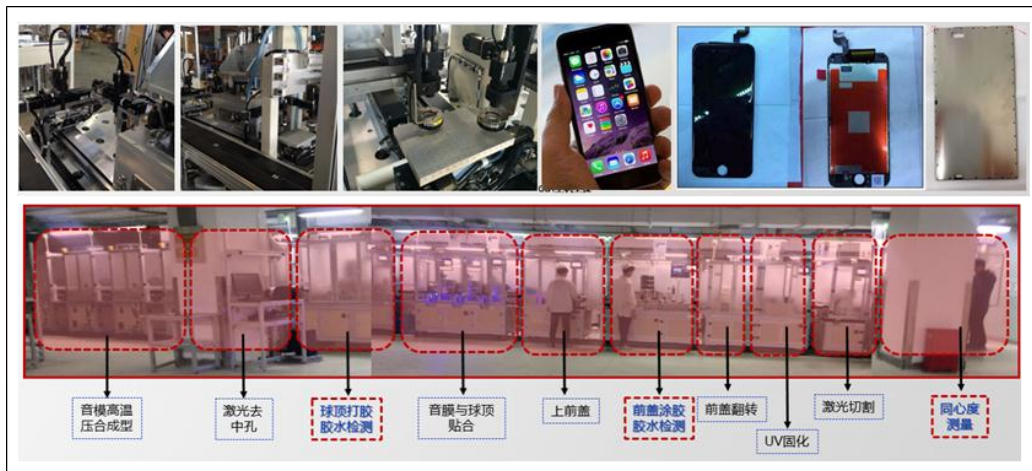 音模高温
压合成型
激光去
中孔
球顶打胶
胶水检测
音膜与球顶
贴合
上前盖
前盖涂胶
胶水检测
前盖翻转
UV固化
激光切割
同心度
测量